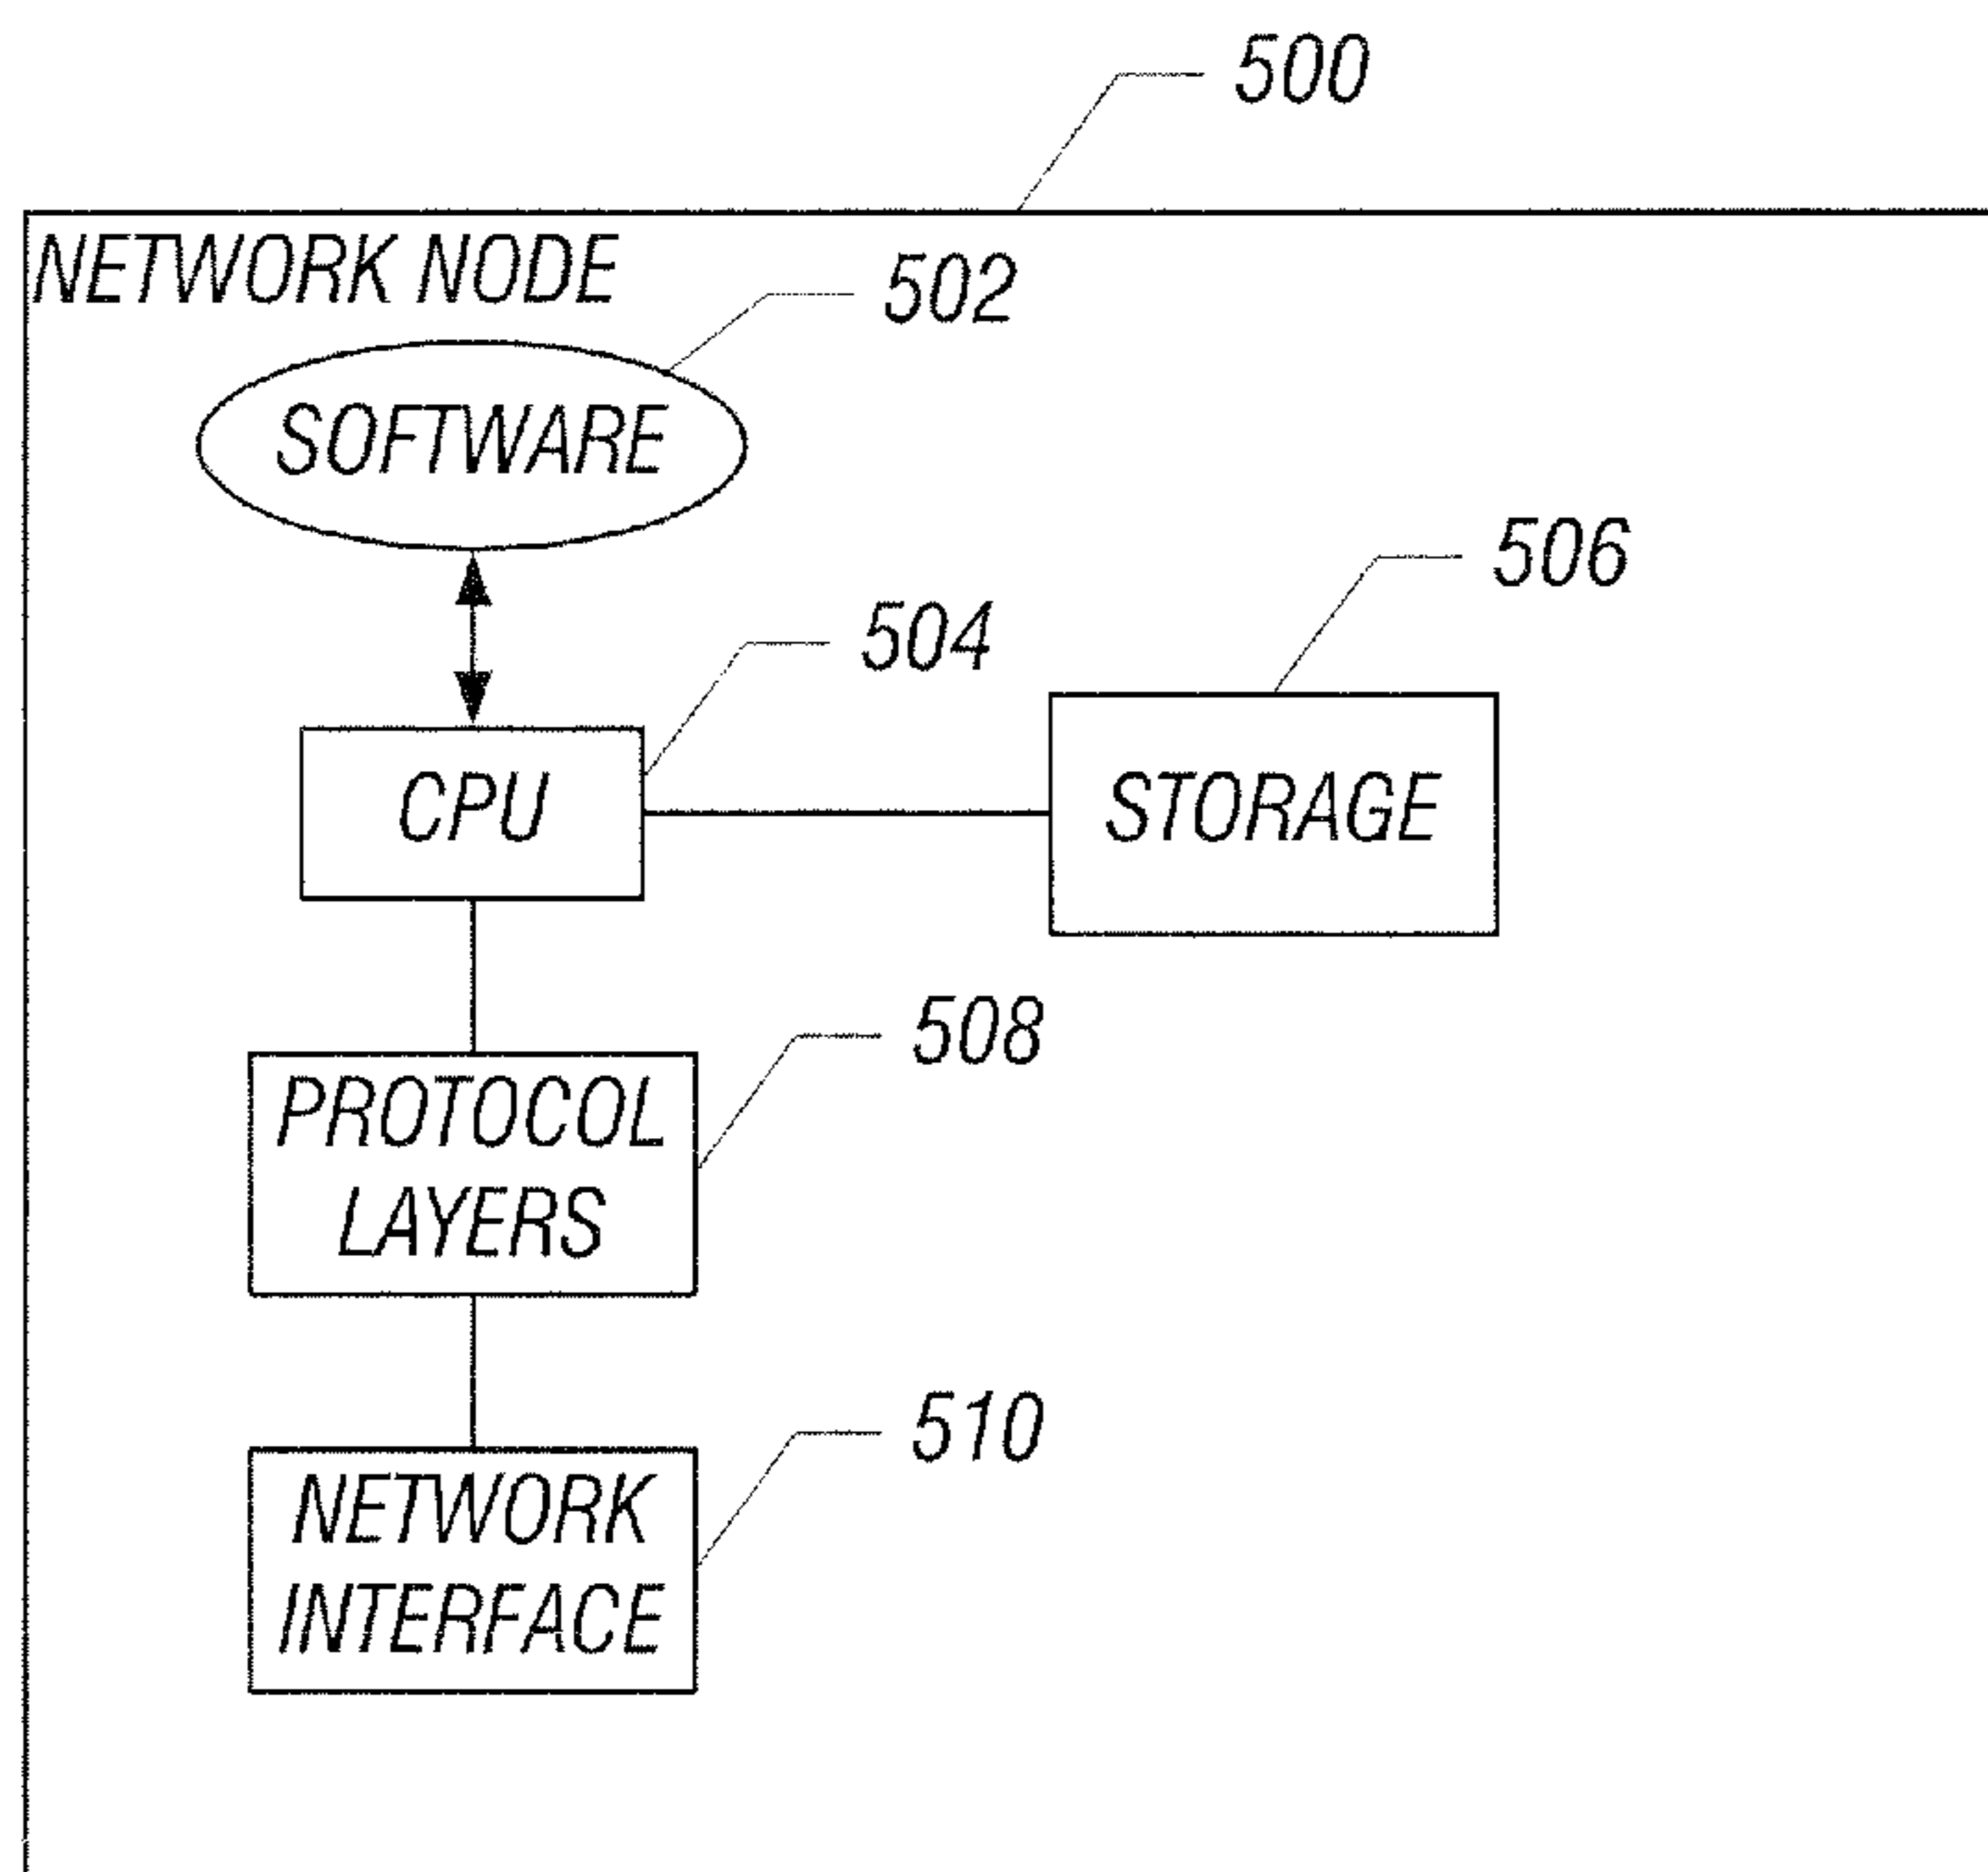 500
NETWORK NODE
502
SOFTWARE
506
504
CPU
STORAGE
508
PROTOCOL
LAYERS
510
NETWORK
INTERFACE